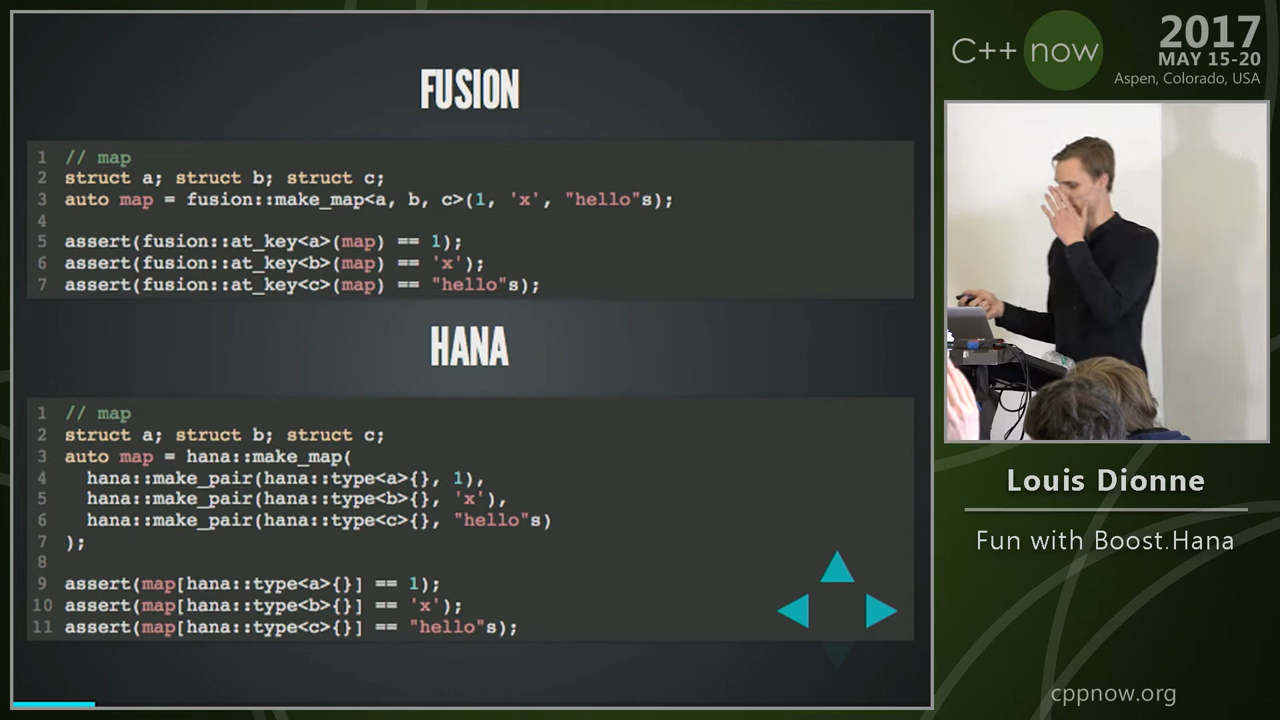 FUSION
1 // map
2 struct a; struct b; struct c;
3 auto map = fusion::make_map<a, b, c>(1, 'x', "hello"s);
4
5 assert(fusion::at_key<a>(map) == 1);
6 assert(fusion::at_key<b>(map) == 'x');
7 assert(fusion::at_key<c>(map) == "hello"s);
HANA
1 // map
2 struct a; struct b; struct c;
3 auto map = hana::make_map(
4 hana::make_pair(hana::type<a>{}, 1),
5 hana::make_pair(hana::type<b>{}, 'x'),
6 hana::make_pair(hana::type<c>{}, "hello"s)
7 );
8
9 assert(map[hana::type<a>{}] == 1);
10 assert(map[hana::type<b>{}] == 'x');
11 assert(map[hana::type<c>{}] == "hello"s);
C++ now
2017
MAY 15-20
Aspen, Colorado, USA
Louis Dionne
Fun with Boost.Hana
cppnow.org